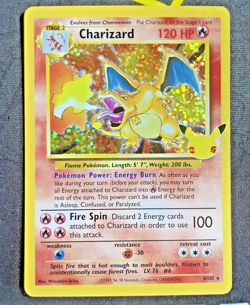 Evolves from Charmeleon Put Charizard on the Stage 1 card
STAGE 2
Charizard 120 HP
Flame Pokémon. Length: 5' 7", Weight: 200 lbs.
Pokémon Power: Energy Burn As often as you
like during your turn (before your attack), you may turn
all Energy attached to Charizard into Energy for the rest
of the turn. This power can't be used if Charizard
is Asleep, Confused, or Paralyzed.
Fire Spin Discard 2 Energy cards
attached to Charizard in order to use
this attack.
100
weakness resistance retreat cost
-30
Spits fire that is hot enough to melt boulders. Known to
unintentionally cause forest fires. LV. 76 #6
Illus. Mitsuhiro Arita
4/102 ★